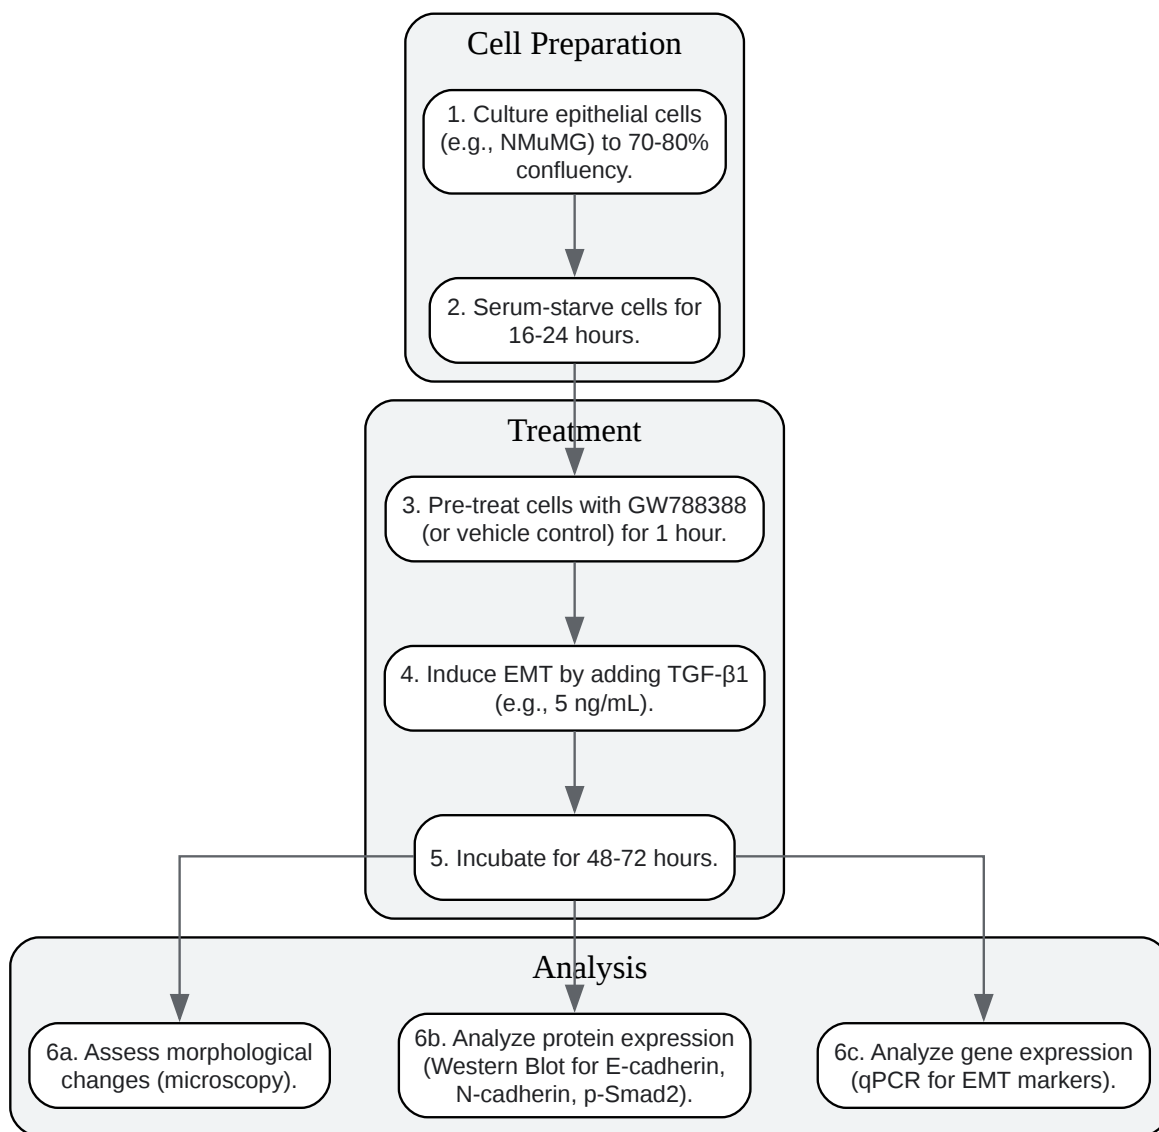 Cell Preparation
1. Culture epithelial cells
(e.g., NMuMG) to 70-80%
confluency.
2. Serum-starve cells for
16-24 hours.
Treatment
3. Pre-treat cells with GW788388
(or vehicle control) for 1 hour.
4. Induce EMT by adding TGF-β1
(e.g., 5 ng/mL).
5. Incubate for 48-72 hours.
Analysis
6a. Assess morphological
changes (microscopy).
6b. Analyze protein expression
(Western Blot for E-cadherin,
N-cadherin, p-Smad2).
6c. Analyze gene expression
(qPCR for EMT markers).